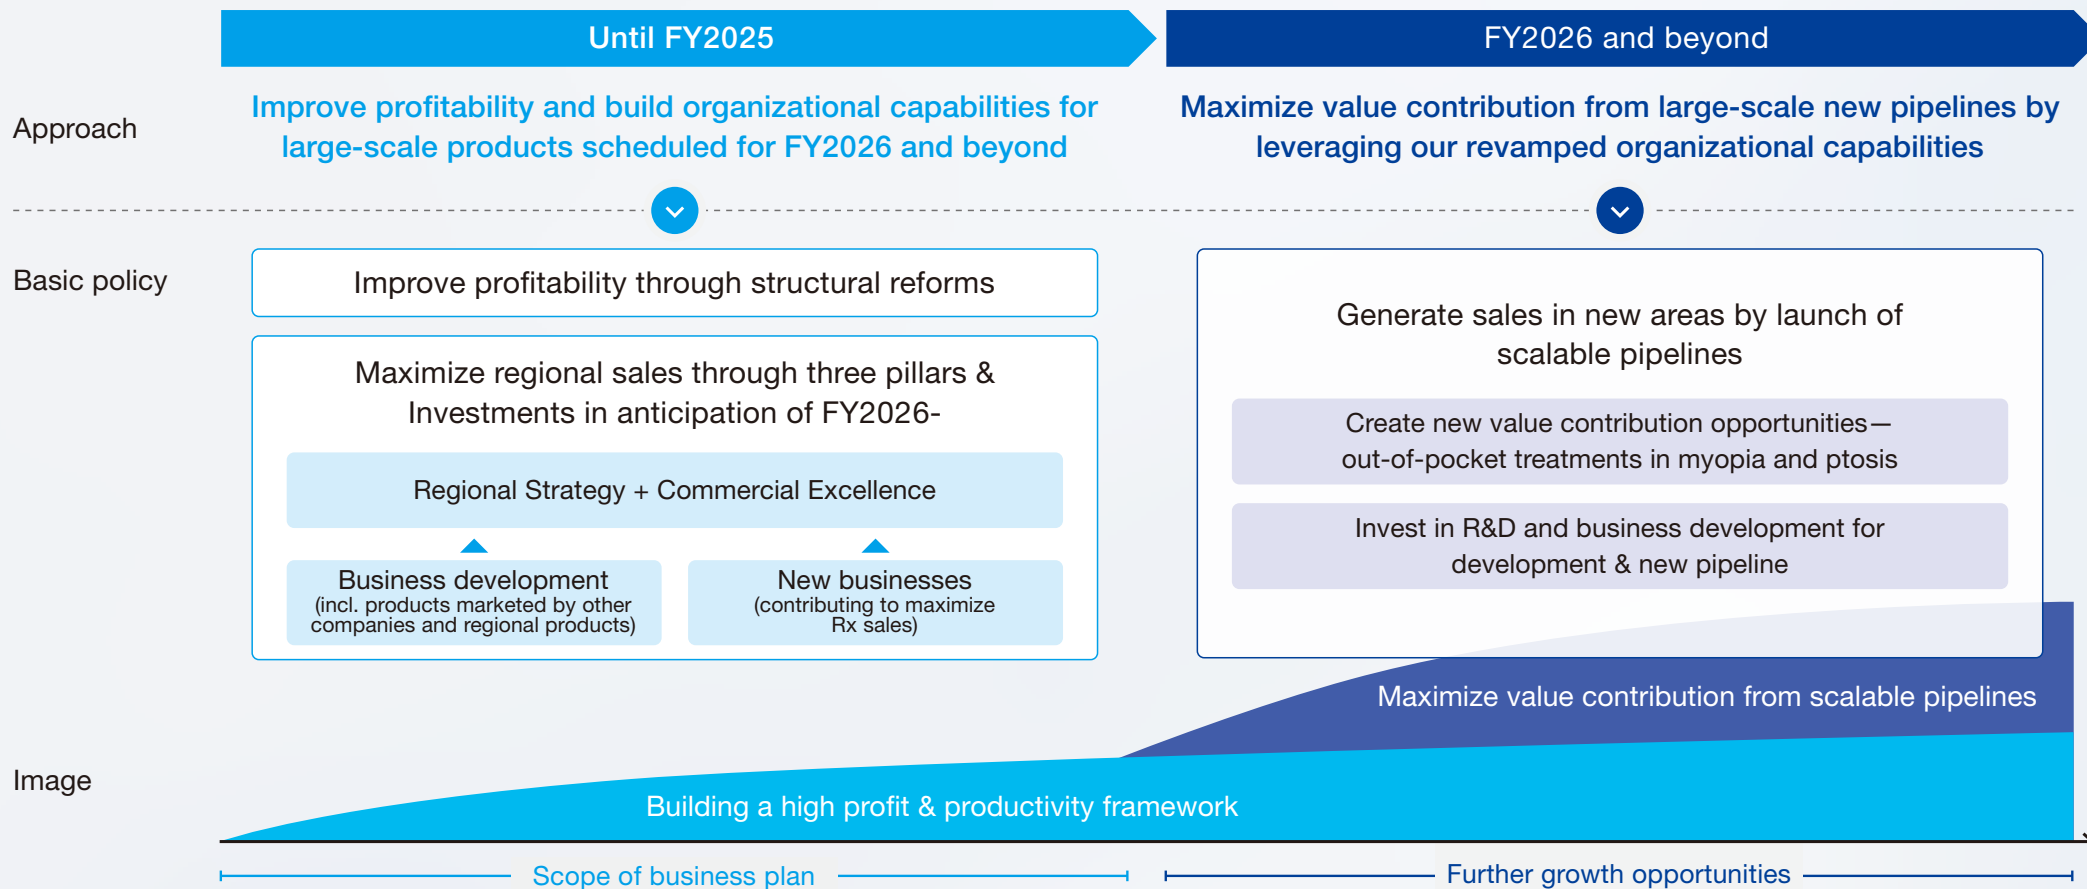 Until FY2025
FY2026 and beyond
Approach
Improve profitability and build organizational capabilities for
large-scale products scheduled for FY2026 and beyond
Maximize value contribution from large-scale new pipelines by
leveraging our revamped organizational capabilities
Basic policy
Improve profitability through structural reforms
Maximize regional sales through three pillars &
Investments in anticipation of FY2026-
Regional Strategy + Commercial Excellence
Business development
(incl. products marketed by other
companies and regional products)
New businesses
(contributing to maximize
Rx sales)
Generate sales in new areas by launch of
scalable pipelines
Create new value contribution opportunities—
out-of-pocket treatments in myopia and ptosis
Invest in R&D and business development for
development & new pipeline
Maximize value contribution from scalable pipelines
Image
Building a high profit & productivity framework
Scope of business plan
Further growth opportunities